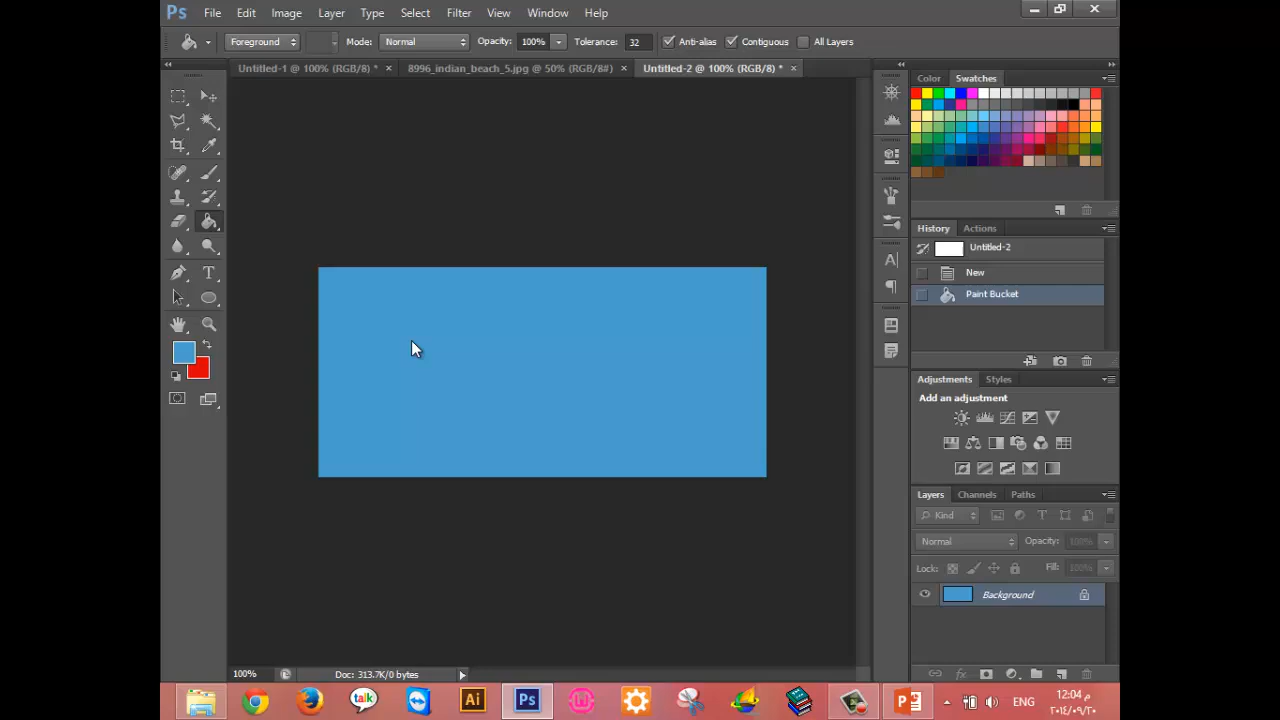 Ps File Edit Image Layer Type Select Filter View Window Help
Foreground Mode: Normal Opacity: 100% Tolerance: 32 Anti-alias Contiguous All Layers
Untitled-1 @ 100% (RGB/8) * × 8996_indian_beach_5.jpg @ 50% (RGB/8#) × Untitled-2 @ 100% (RGB/8) * ×
Color Swatches
History Actions
Untitled-2
New
Paint Bucket
Adjustments Styles
Add an adjustment
Layers Channels Paths
Kind
Normal Opacity: 100%
Lock: Fill: 100%
Background
100% Doc: 313.7K/0 bytes
talk Ai Ps ENG 12:04 م